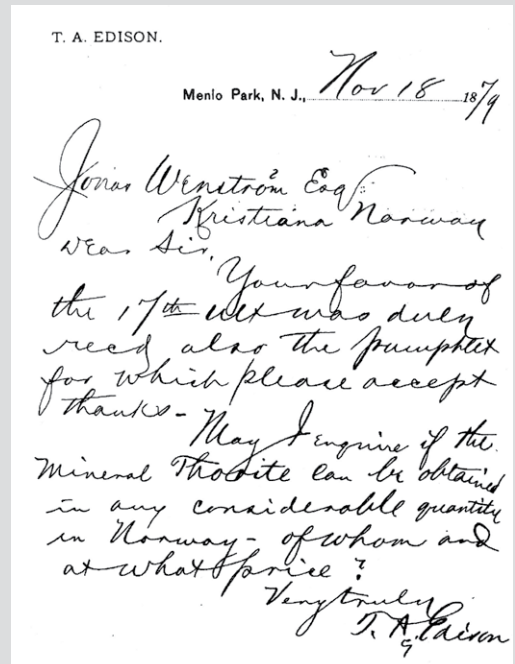 T. A. EDISON.
Menlo Park, N. J., Nov 18 1879
Jonas Wenström Esq
Kristiana Norway
Dear Sir,
Your favor of
the 17th ult was duly
recd also the pamphlet
for which please accept
thanks -
May I enquire if the
mineral Thorite can be obtained
in any considerable quantity
in Norway - of whom and
at what price?
Very truly
T. A. Edison